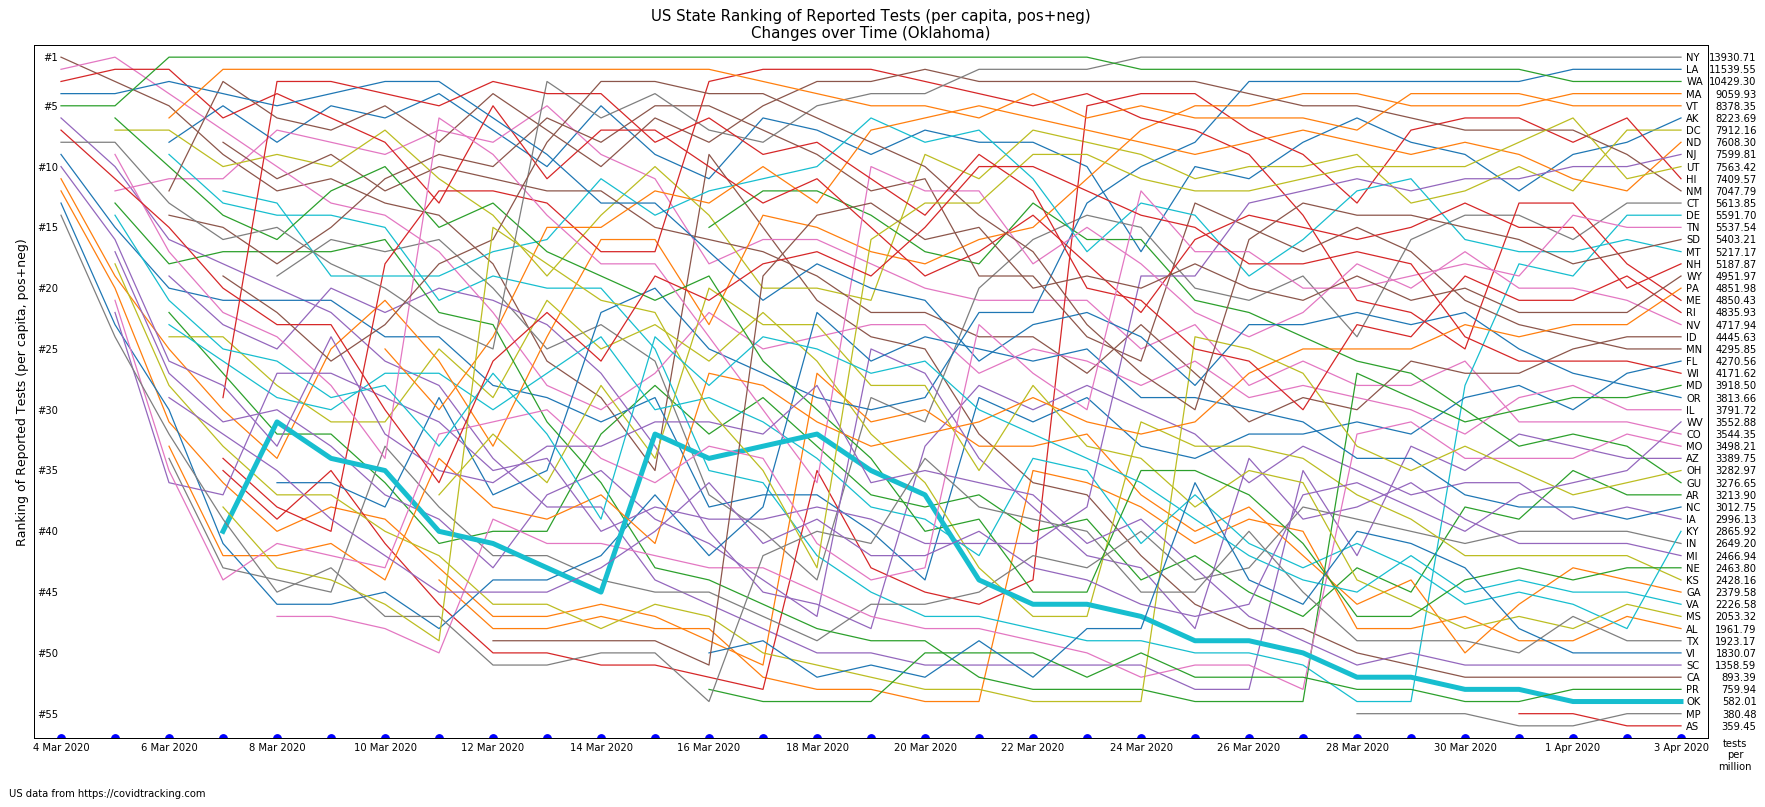 US State Ranking of Reported Tests (per capita, pos+neg)
Changes over Time (Oklahoma)
Ranking of Reported Tests (per capita, pos+neg)
#1
#5
#10
#15
#20
#25
#30
#35
#40
#45
#50
#55
NY 13930.71
LA 11539.55
WA 10429.30
MA 9059.93
VT 8378.35
AK 8223.69
DC 7912.16
ND 7608.30
NJ 7599.81
UT 7563.42
HI 7409.57
NM 7047.79
CT 5613.85
DE 5591.70
TN 5537.54
SD 5403.21
MT 5217.17
NH 5187.87
WY 4951.97
PA 4851.98
ME 4850.43
RI 4835.93
NV 4717.94
ID 4445.63
MN 4295.85
FL 4270.56
WI 4171.62
MD 3918.50
OR 3813.66
IL 3791.72
WV 3552.88
CO 3544.35
MO 3498.21
AZ 3389.75
OH 3282.97
GU 3276.65
AR 3213.90
NC 3012.75
IA 2996.13
KY 2865.92
IN 2649.20
MI 2466.94
NE 2463.80
KS 2428.16
GA 2379.58
VA 2226.58
MS 2053.32
AL 1961.79
TX 1923.17
VI 1830.07
SC 1358.59
CA 893.39
PR 759.94
OK 582.01
MP 380.48
AS 359.45
4 Mar 2020 6 Mar 2020 8 Mar 2020 10 Mar 2020 12 Mar 2020 14 Mar 2020 16 Mar 2020 18 Mar 2020 20 Mar 2020 22 Mar 2020 24 Mar 2020 26 Mar 2020 28 Mar 2020 30 Mar 2020 1 Apr 2020 3 Apr 2020
tests
per
million
US data from https://covidtracking.com